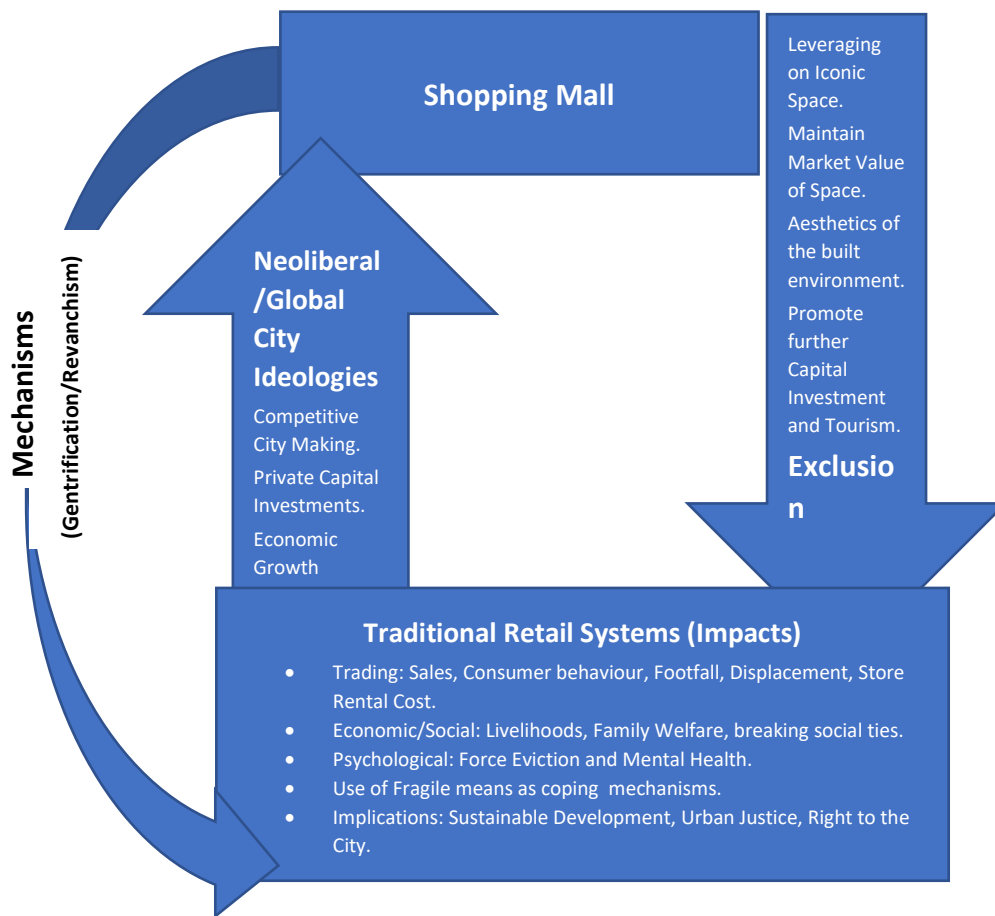 Shopping Mall
Leveraging
on Iconic
Space.
Maintain
Market Value
of Space.
Aesthetics of
the built
environment.
Promote
further
Capital
Investment
and Tourism.
Exclusio
n
Mechanisms
(Gentrification/Revanchism)
Neoliberal
/Global
City
Ideologies
Competitive
City Making.
Private Capital
Investments.
Economic
Growth
Traditional Retail Systems (Impacts)
• Trading: Sales, Consumer behaviour, Footfall, Displacement, Store
Rental Cost.
• Economic/Social: Livelihoods, Family Welfare, breaking social ties.
• Psychological: Force Eviction and Mental Health.
• Use of Fragile means as coping mechanisms.
• Implications: Sustainable Development, Urban Justice, Right to the
City.